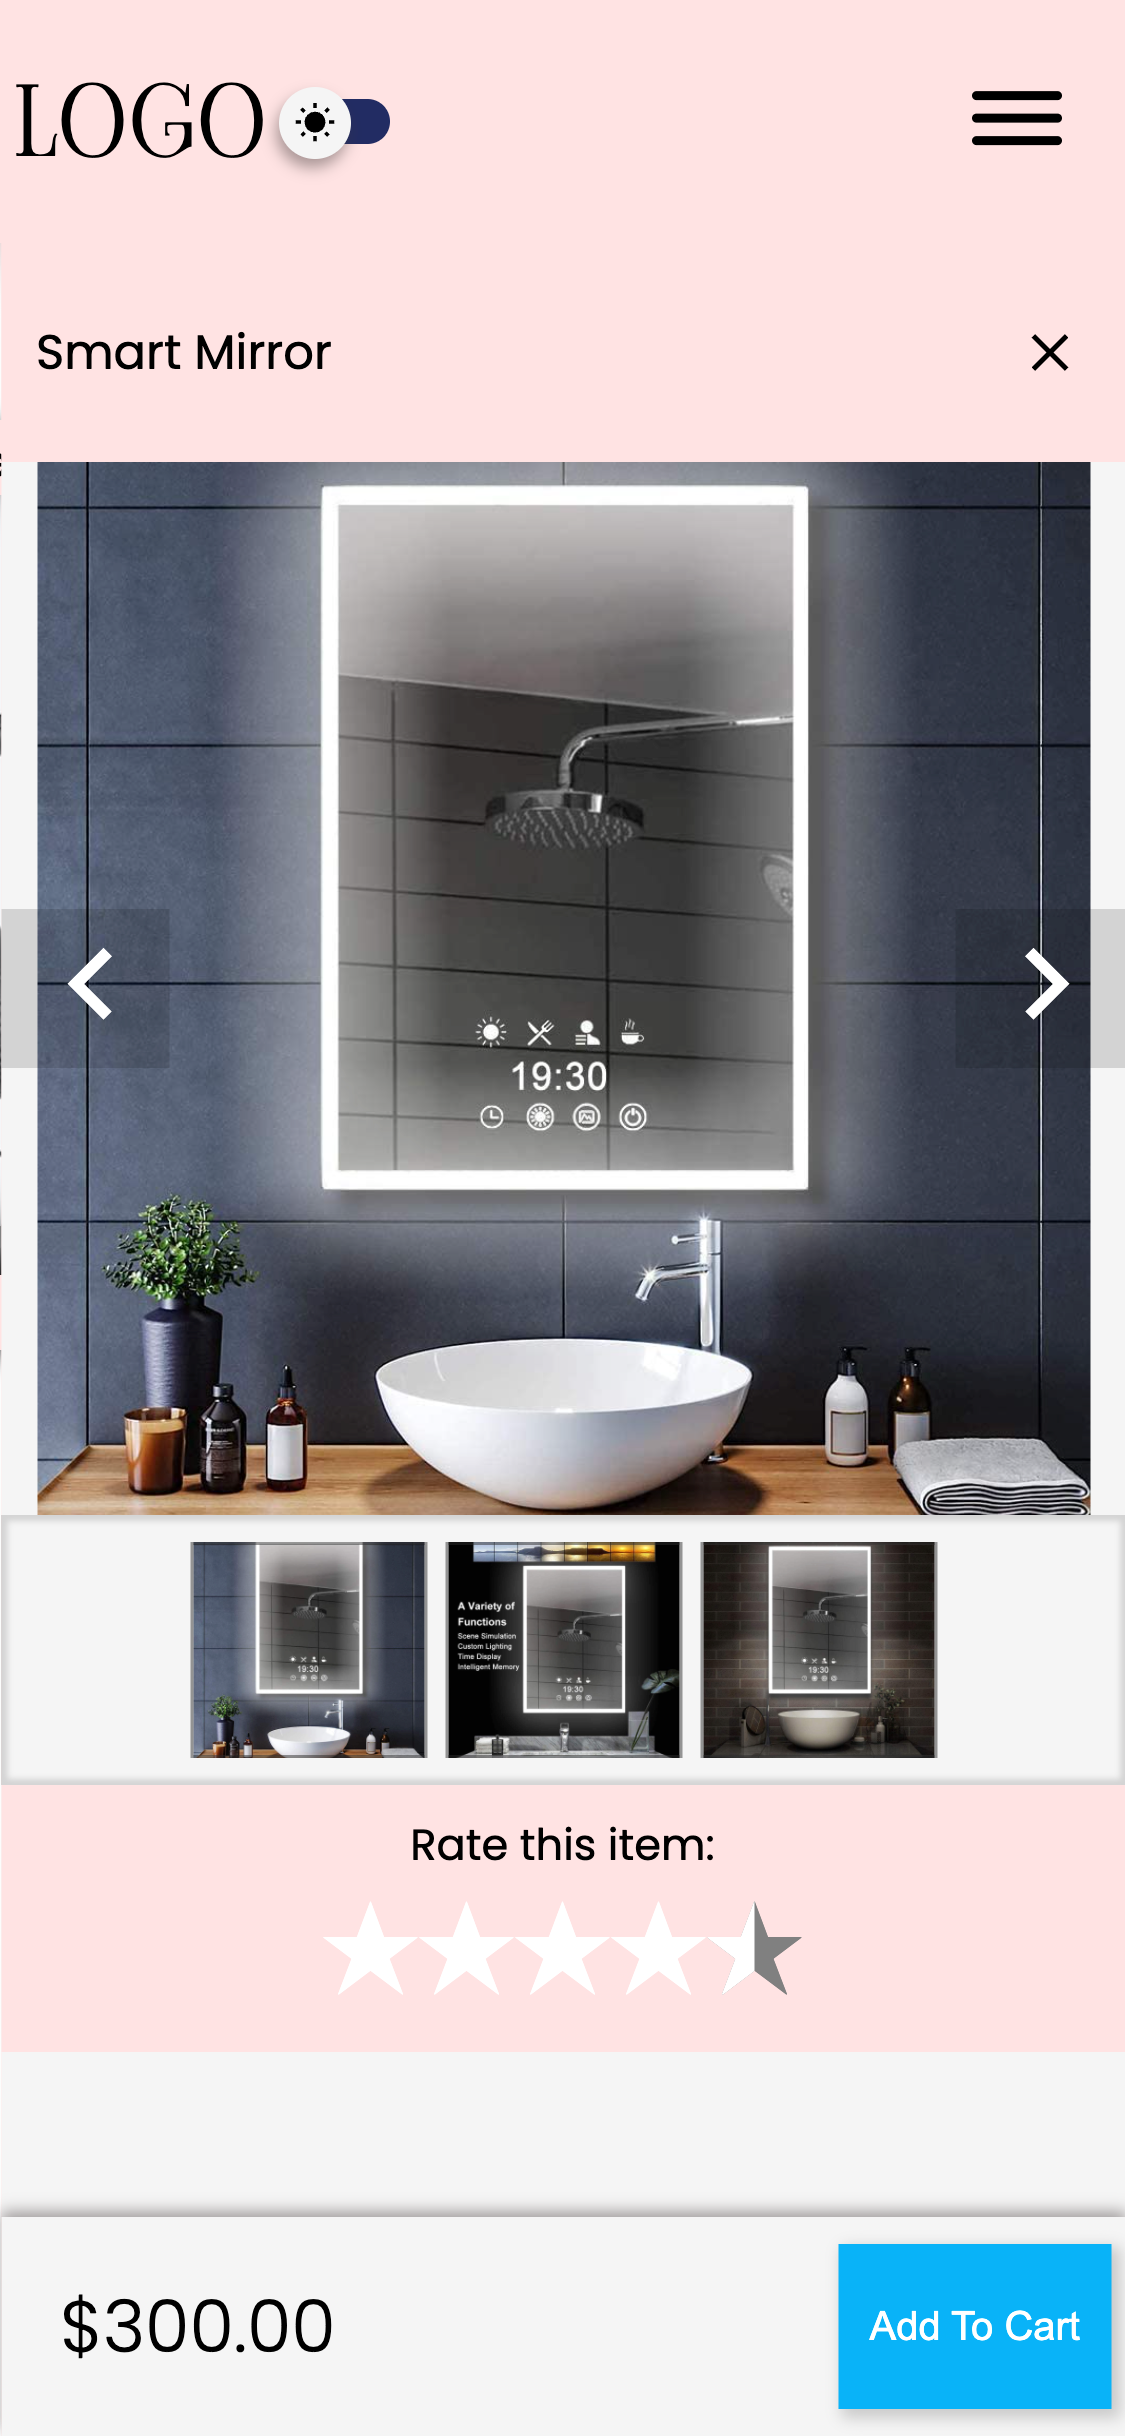 LOGO
Smart Mirror
19:30
A Variety of
Functions
Scene Simulation
Custom Lighting
Time Display
Intelligent Memory
19:30
19:30
19:30
Rate this item:
$300.00
Add To Cart